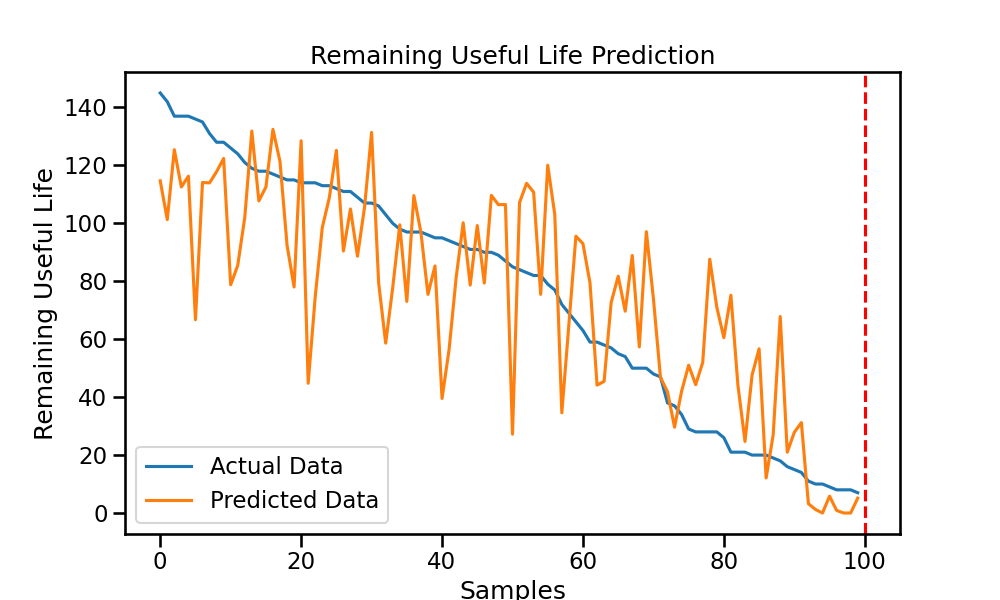 Remaining Useful Life Prediction
Remaining Useful Life
140
120
100
80
60
40
20
0
Actual Data
Predicted Data
0 20 40 60 80 100
Samples